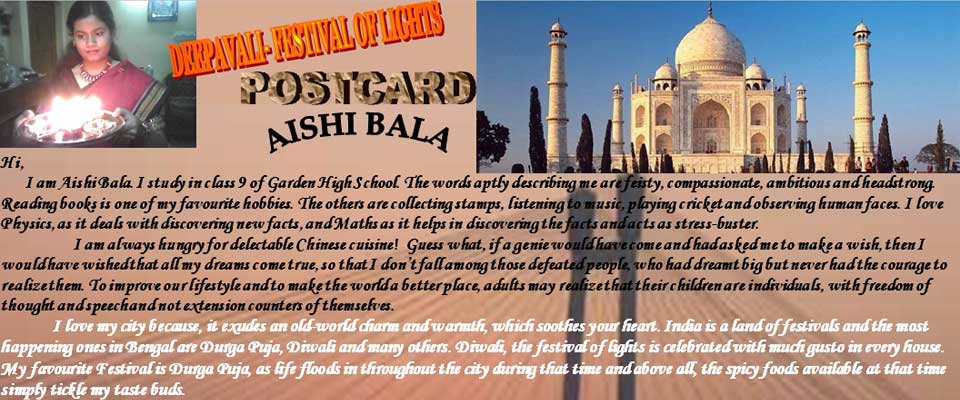 DEEPAVALI- FESTIVAL OF LIGHTS
POSTCARD
AISHI BALA
Hi,
I am Aishi Bala. I study in class 9 of Garden High School. The words aptly describing me are feisty, compassionate, ambitious and headstrong.
Reading books is one of my favourite hobbies. The others are collecting stamps, listening to music, playing cricket and observing human faces. I love
Physics, as it deals with discovering new facts, and Maths as it helps in discovering the facts and acts as stress-buster.
I am always hungry for delectable Chinese cuisine! Guess what, if a genie would have come and had asked me to make a wish, then I
would have wished that all my dreams come true, so that I don't fall among those defeated people, who had dreamt big but never had the courage to
realize them. To improve our lifestyle and to make the world a better place, adults may realize that their children are individuals, with freedom of
thought and speech and not extension counters of themselves.
I love my city because, it exudes an old-world charm and warmth, which soothes your heart. India is a land of festivals and the most
happening ones in Bengal are Durga Puja, Diwali and many others. Diwali, the festival of lights is celebrated with much gusto in every house.
My favourite Festival is Durga Puja, as life floods in throughout the city during that time and above all, the spicy foods available at that time
simply tickle my taste buds.